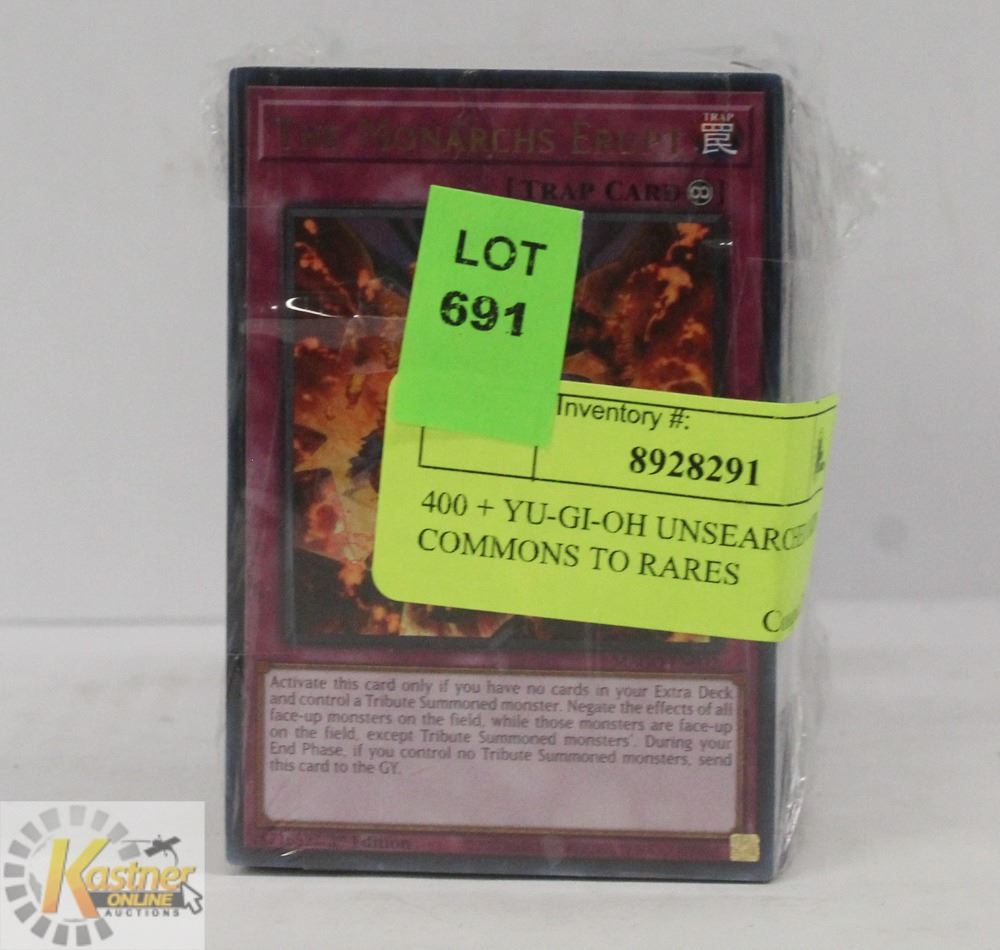 THE MONARCHS ERUPT
TRAP
罠
[TRAP CARD ♾]
LOT
691
Inventory #:
8928291
400 + YU-GI-OH UNSEARCHED
COMMONS TO RARES
Activate this card only if you have no cards in your Extra Deck
and control a Tribute Summoned monster. Negate the effects of all
face-up monsters on the field, while those monsters are face-up
on the field, except Tribute Summoned monsters'. During your
End Phase, if you control no Tribute Summoned monsters, send
this card to the GY.
Edition
Kastner
ONLINE
AUCTIONS